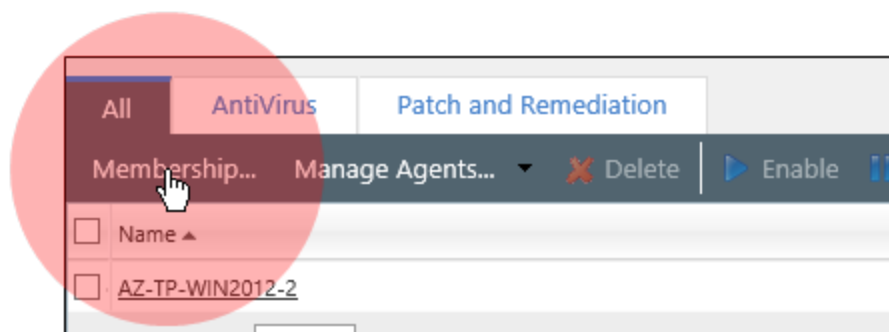 All AntiVirus Patch and Remediation
Membership... Manage Agents... Delete Enable
Name
AZ-TP-WIN2012-2